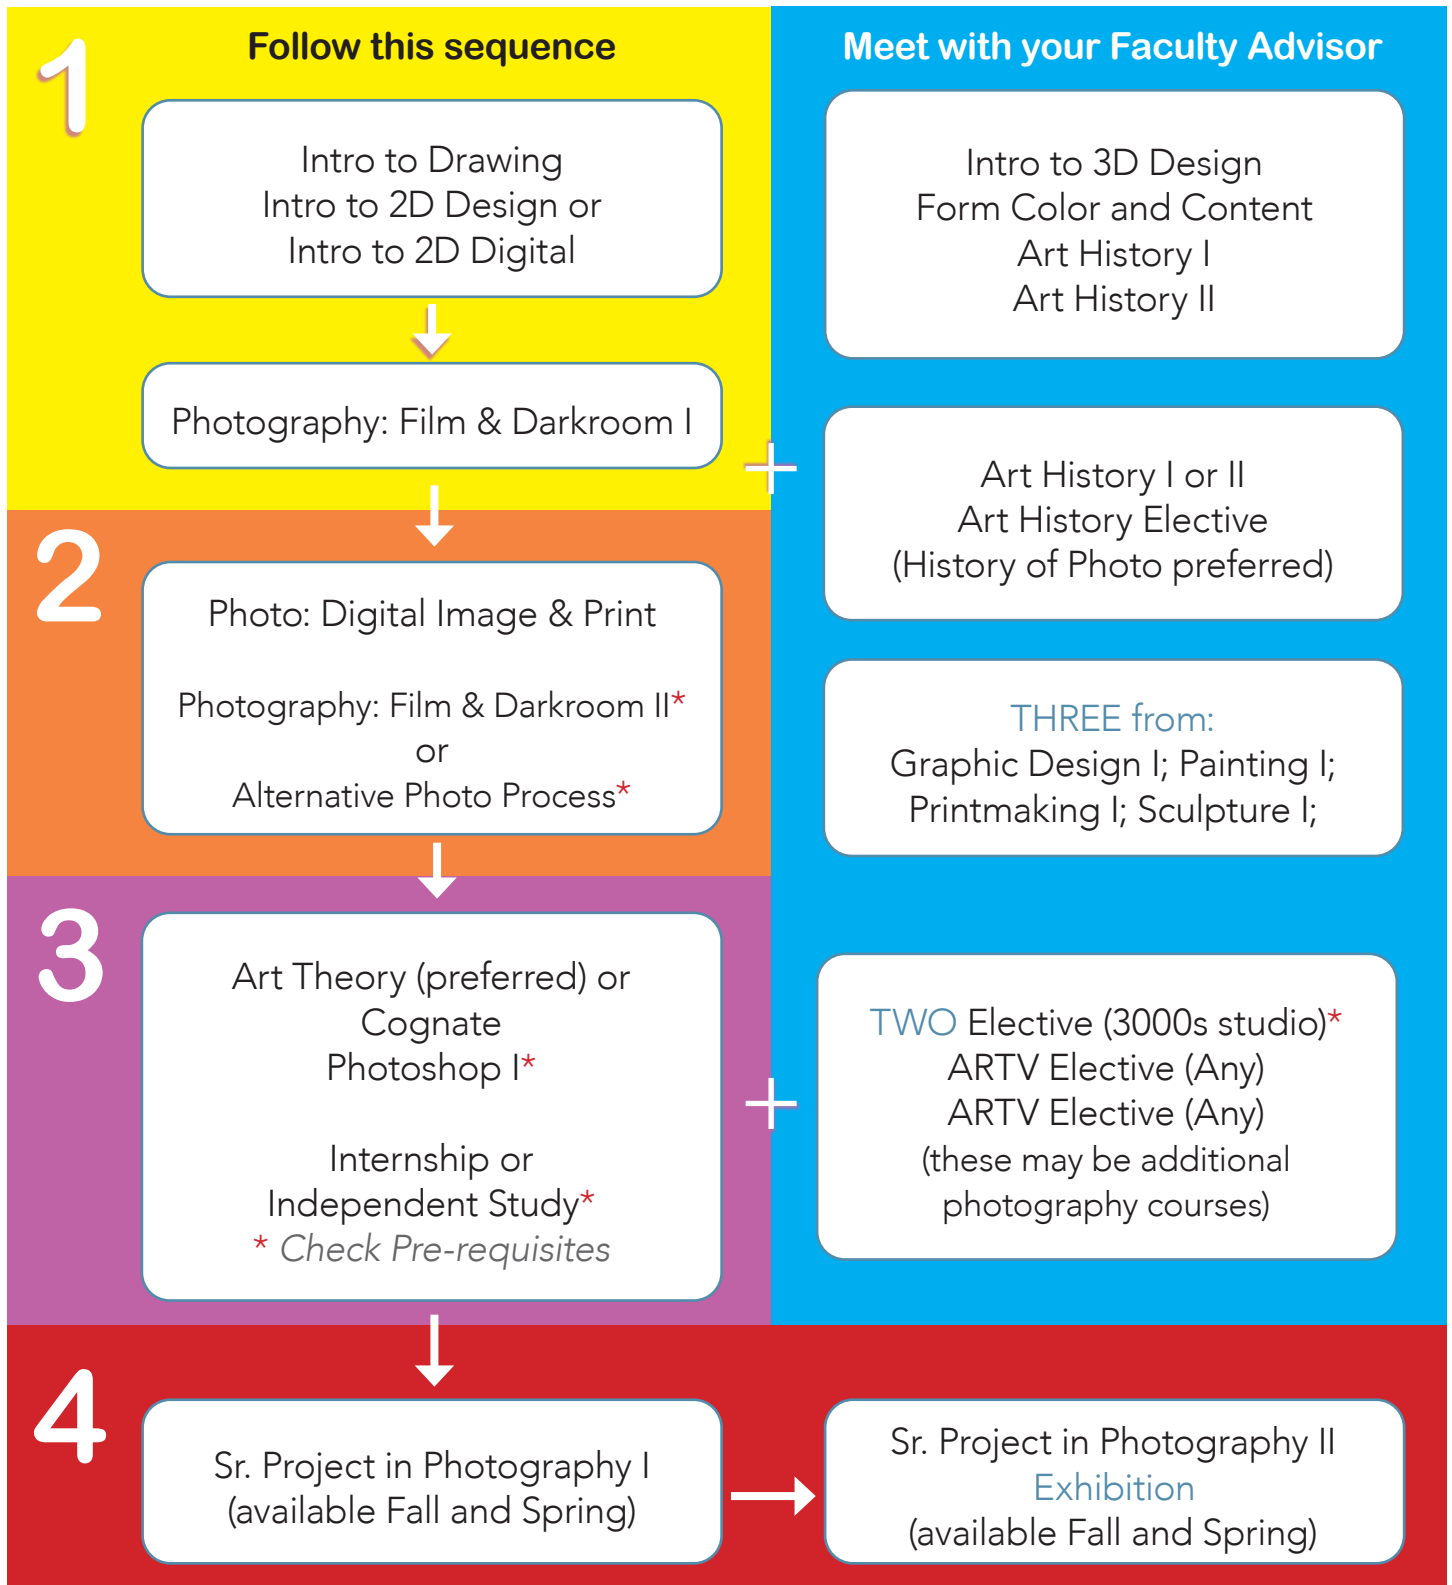 1
Follow this sequence
Intro to Drawing
Intro to 2D Design or
Intro to 2D Digital
Photography: Film & Darkroom I
2
Photo: Digital Image & Print
Photography: Film & Darkroom II*
or
Alternative Photo Process*
3
Art Theory (preferred) or
Cognate
Photoshop I*
Internship or
Independent Study*
* Check Pre-requisites
Meet with your Faculty Advisor
Intro to 3D Design
Form Color and Content
Art History I
Art History II
+
Art History I or II
Art History Elective
(History of Photo preferred)
THREE from:
Graphic Design I; Painting I;
Printmaking I; Sculpture I;
+
TWO Elective (3000s studio)*
ARTV Elective (Any)
ARTV Elective (Any)
(these may be additional
photography courses)
4
Sr. Project in Photography I
(available Fall and Spring)
Sr. Project in Photography II
Exhibition
(available Fall and Spring)